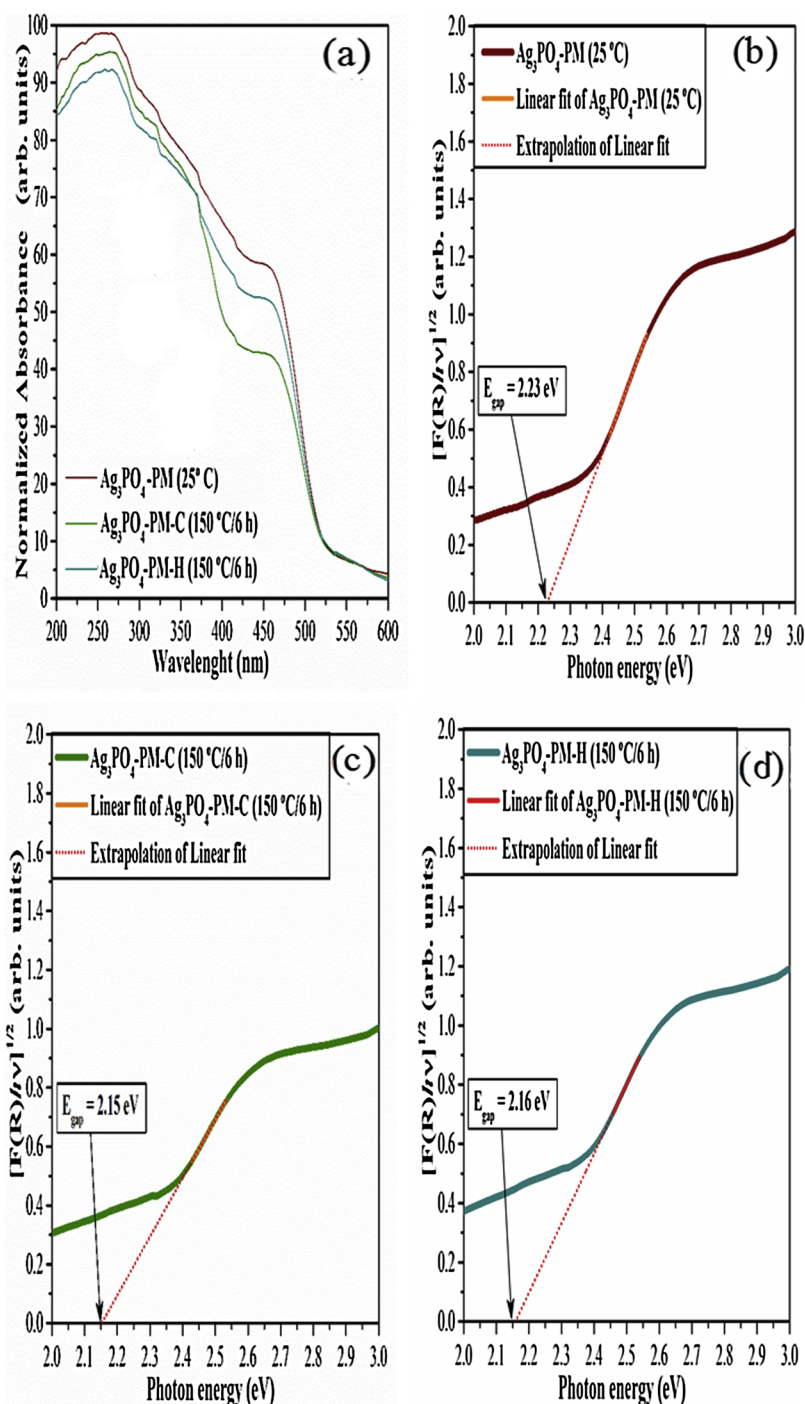 (a)
Normalized Absorbance (arb. units)
100
90
80
70
60
50
40
30
20
10
0
Ag₃PO₄-PM (25º C)
Ag₃PO₄-PM-C (150 ºC/6 h)
Ag₃PO₄-PM-H (150 ºC/6 h)
200 250 300 350 400 450 500 550 600
Wavelenght (nm)
(b)
[F(R)hν]¹/² (arb. units)
2.0
1.8
1.6
1.4
1.2
1.0
0.8
0.6
0.4
0.2
0.0
Ag₃PO₄-PM (25 ºC)
Linear fit of Ag₃PO₄-PM (25 ºC)
Extrapolation of Linear fit
E gap = 2.23 eV
2.0 2.1 2.2 2.3 2.4 2.5 2.6 2.7 2.8 2.9 3.0
Photon energy (eV)
(c)
[F(R)hν]¹/² (arb. units)
2.0
1.8
1.6
1.4
1.2
1.0
0.8
0.6
0.4
0.2
0.0
Ag₃PO₄-PM-C (150 ºC/6 h)
Linear fit of Ag₃PO₄-PM-C (150 ºC/6 h)
Extrapolation of Linear fit
E gap = 2.15 eV
2.0 2.1 2.2 2.3 2.4 2.5 2.6 2.7 2.8 2.9 3.0
Photon energy (eV)
(d)
[F(R)hν]¹/² (arb. units)
2.0
1.8
1.6
1.4
1.2
1.0
0.8
0.6
0.4
0.2
0.0
Ag₃PO₄-PM-H (150 ºC/6 h)
Linear fit of Ag₃PO₄-PM-H (150 ºC/6 h)
Extrapolation of Linear fit
E gap = 2.16 eV
2.0 2.1 2.2 2.3 2.4 2.5 2.6 2.7 2.8 2.9 3.0
Photon energy (eV)